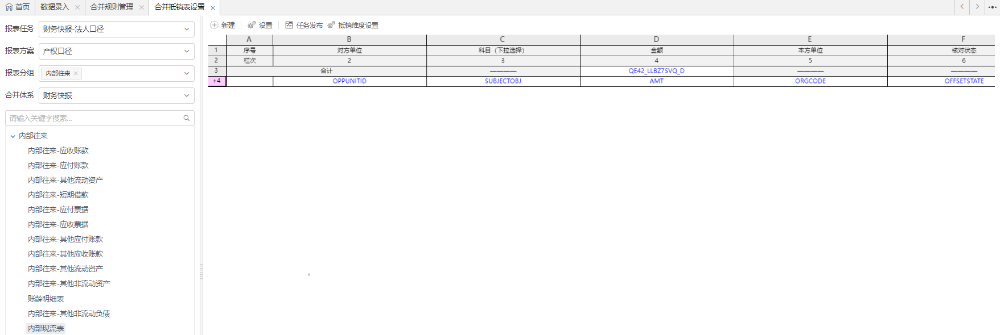 首页 数据录入 合并规则管理 合并抵销表设置
报表任务 财务快报-法人口径
报表方案 产权口径
报表分组 内部往来
合并体系 财务快报
请输入关键字搜索...
内部往来
内部往来-应收账款
内部往来-应付账款
内部往来-其他流动资产
内部往来-短期借款
内部往来-应付票据
内部往来-应收票据
内部往来-其他应付账款
内部往来-其他应收账款
内部往来-其他流动资产
内部往来-其他非流动资产
账龄明细表
内部往来-其他非流动负债
内部现流表
新建 设置 任务发布 抵销维度设置
A B C D E F
1 序号 对方单位 科目（下拉选择） 金额 本方单位 核对状态
2 栏次 2 3 4 5 6
3 合计 ———— QE42_LLBZ7SVQ_D ———— ————
+4 OPPUNITID SUBJECTOBJ AMT ORGCODE OFFSETSTATE